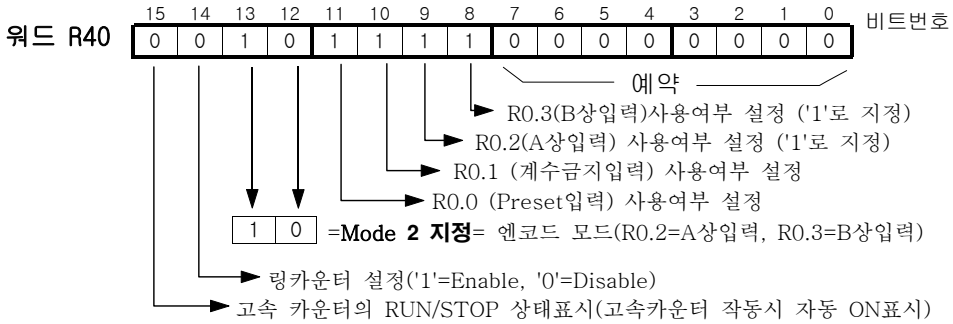 15 14 13 12 11 10 9 8 7 6 5 4 3 2 1 0 비트번호
워드 R40 0 0 1 0 1 1 1 1 0 0 0 0 0 0 0 0
예약
R0.3(B상입력)사용여부 설정 ('1'로 지정)
R0.2(A상입력) 사용여부 설정 ('1'로 지정)
R0.1 (계수금지입력) 사용여부 설정
R0.0 (Preset입력) 사용여부 설정
1 0 =Mode 2 지정= 엔코드 모드(R0.2=A상입력, R0.3=B상입력)
링카운터 설정('1'=Enable, '0'=Disable)
고속 카운터의 RUN/STOP 상태표시(고속카운터 작동시 자동 ON표시)